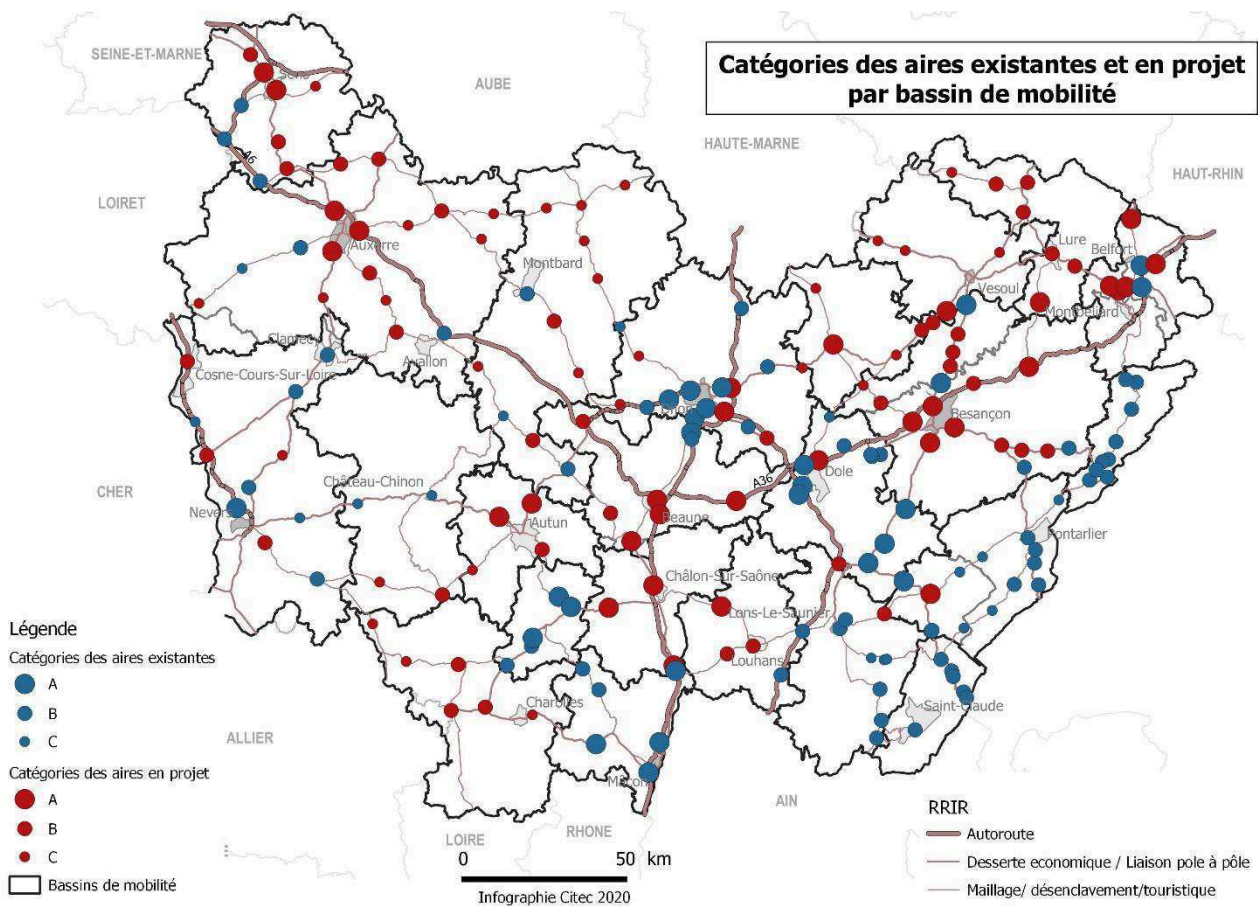 Catégories des aires existantes et en projet
par bassin de mobilité
SEINE-ET-MARNE
AUBE
HAUTE-MARNE
HAUT-RHIN
LOIRET
Sens
A6
Auxerre
Montbard
Lure
Belfort
Vesoul
Montbéliard
Clamecy
Avallon
Cosne-Cours-Sur-Loire
Dijon
Besançon
CHER
Château-Chinon
A36
Dole
Nevers
Autun
Beaune
Pontarlier
Châlon-Sur-Saône
Lons-Le-Saunier
Louhans
Charolles
Saint-Claude
ALLIER
Mâcon
AIN
LOIRE
RHONE
Légende
Catégories des aires existantes
A
B
C
Catégories des aires en projet
A
B
C
Bassins de mobilité
0 50 km
Infographie Citec 2020
RRIR
Autoroute
Desserte economique / Liaison pole à pôle
Maillage/ désenclavement/touristique